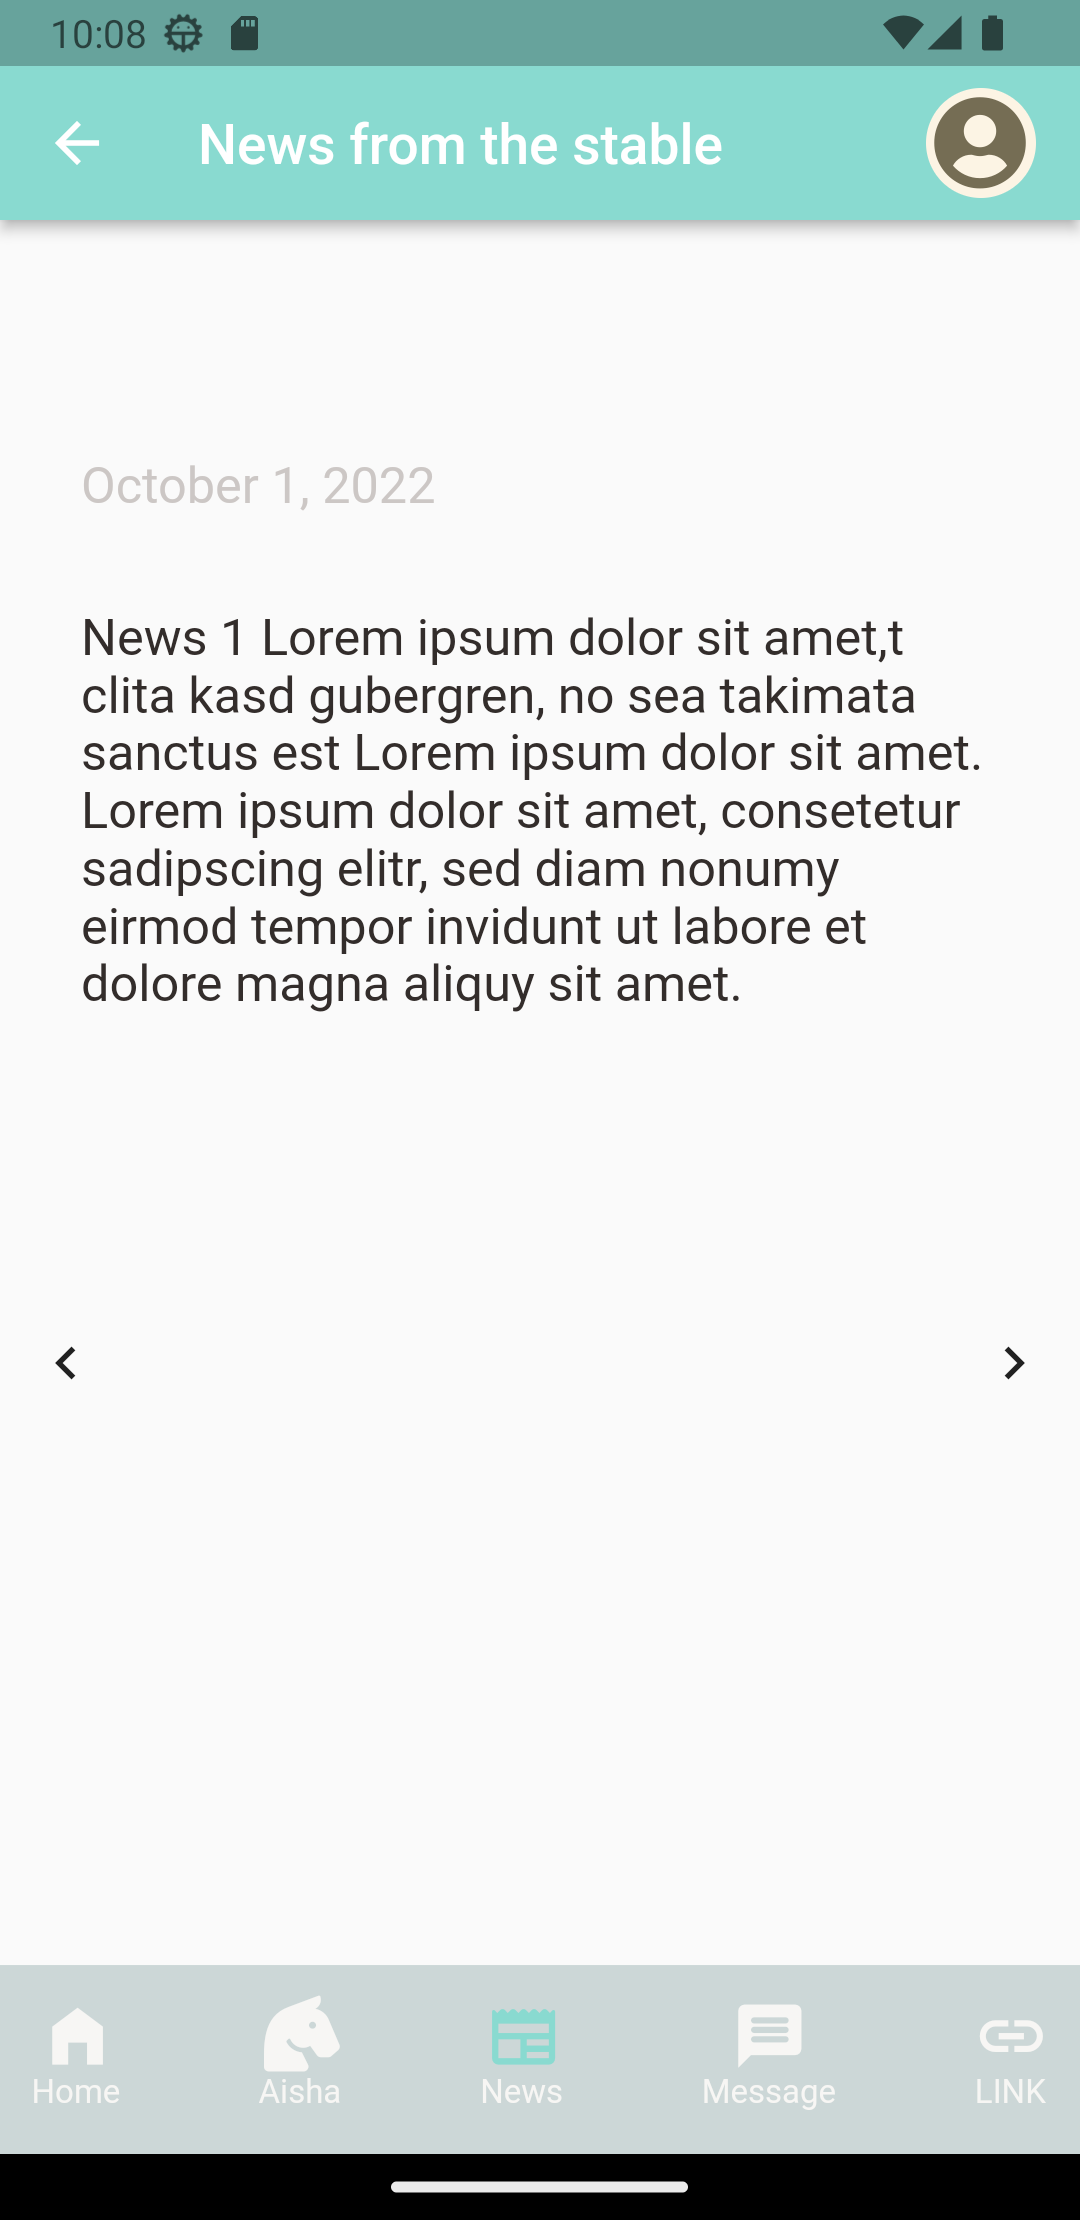 10:08
News from the stable
October 1, 2022
News 1 Lorem ipsum dolor sit amet,t
clita kasd gubergren, no sea takimata
sanctus est Lorem ipsum dolor sit amet.
Lorem ipsum dolor sit amet, consetetur
sadipscing elitr, sed diam nonumy
eirmod tempor invidunt ut labore et
dolore magna aliquy sit amet.
Home Aisha News Message LINK